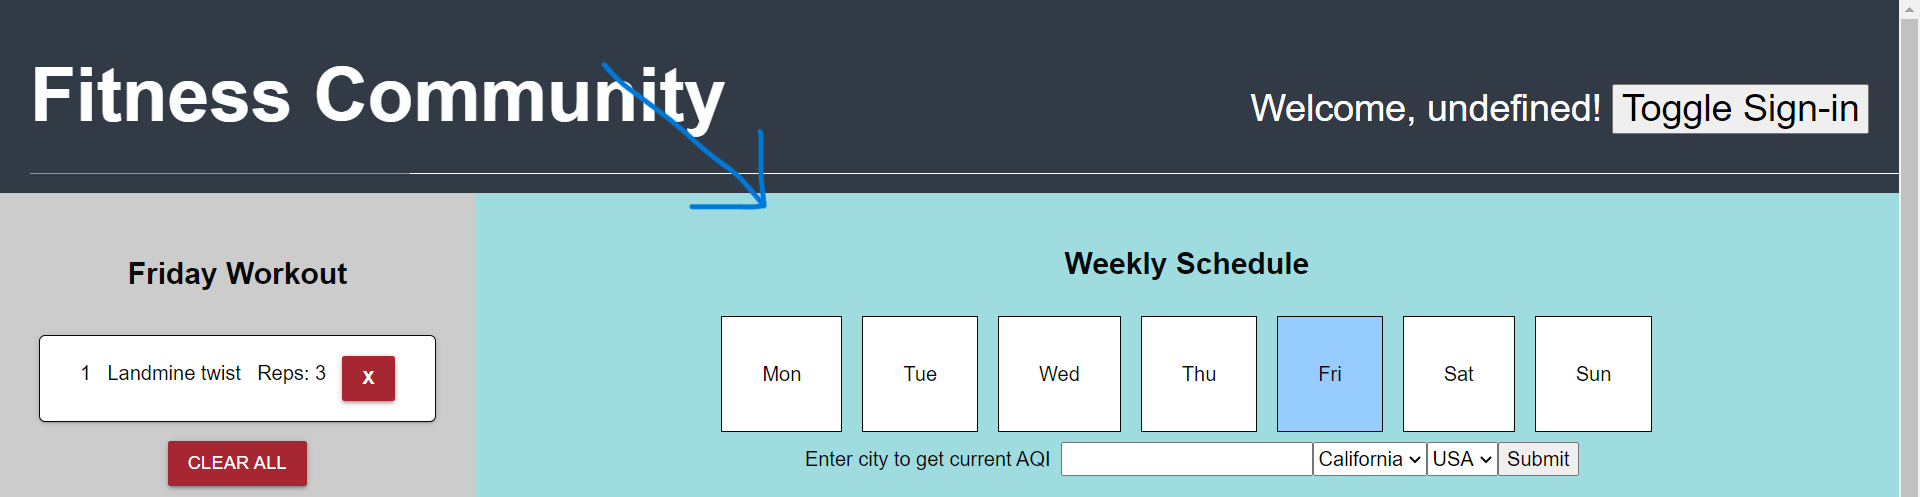 Fitness Community
Welcome, undefined! Toggle Sign-in
Friday Workout
1 Landmine twist Reps: 3 X
CLEAR ALL
Weekly Schedule
Mon Tue Wed Thu Fri Sat Sun
Enter city to get current AQI California USA Submit